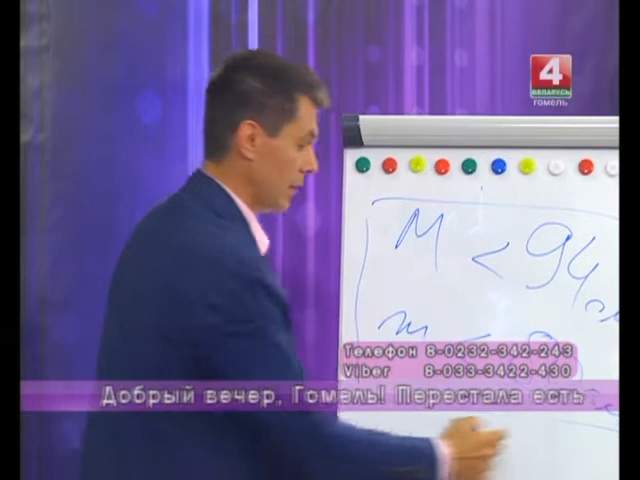 4
БЕЛАРУСЬ
ГОМЕЛЬ
М < 94 см
Телефон 8-0232-342-243
Viber 8-033-3422-430
Добрый вечер, Гомель! Перестала есть